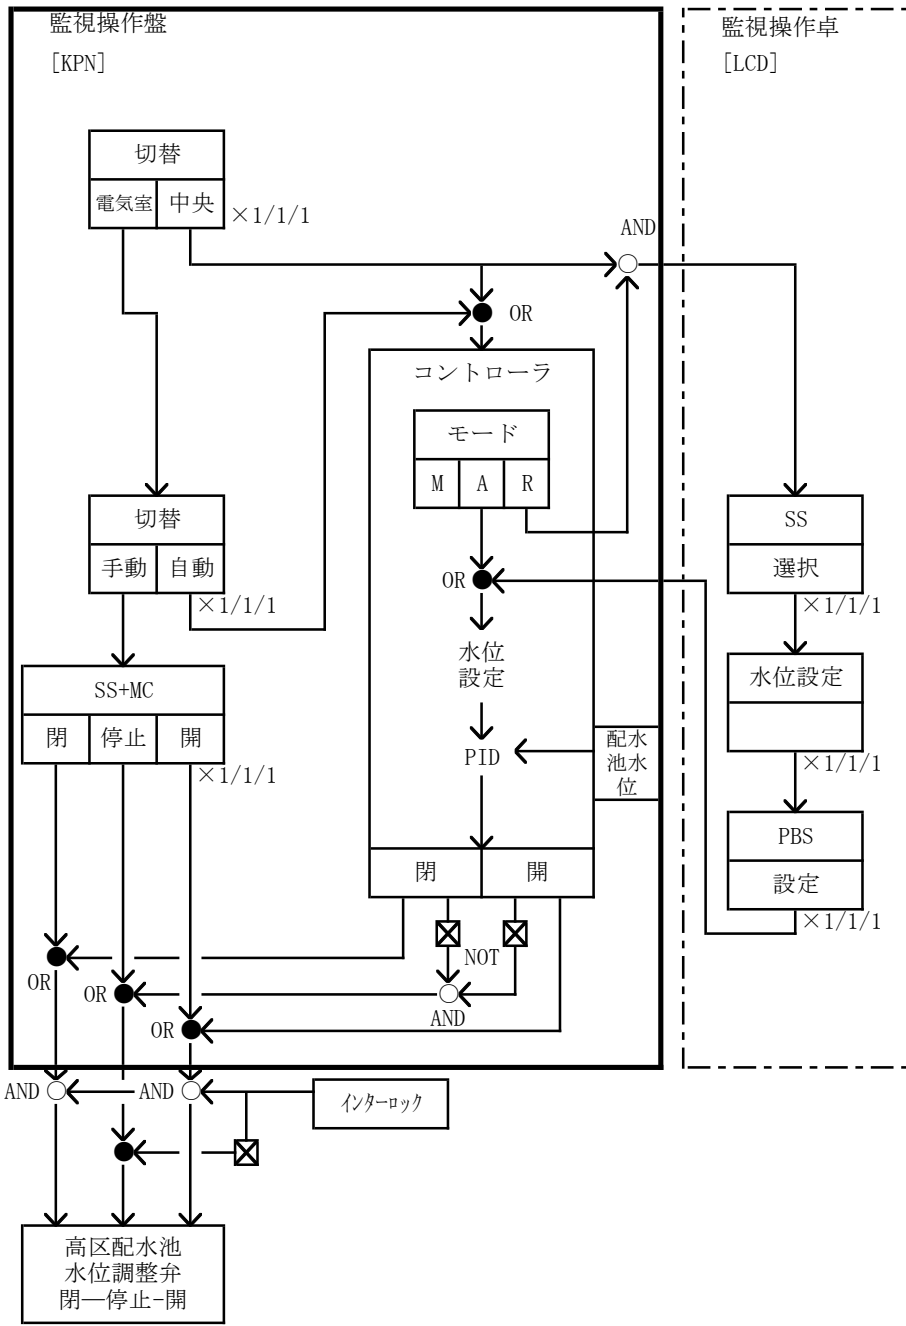 監視操作盤
[KPN]
監視操作卓
[LCD]
切替
電気室 中央
×1/1/1
AND
OR
コントローラ
モード
M A R
切替
手動 自動
×1/1/1
OR
SS
選択
×1/1/1
水位
設定
SS+MC
閉 停止 開
×1/1/1
水位設定
×1/1/1
PID
配水
池水
位
PBS
設定
×1/1/1
閉 開
NOT
OR
OR
AND
OR
AND
AND
インターロック
高区配水池
水位調整弁
閉―停止-開